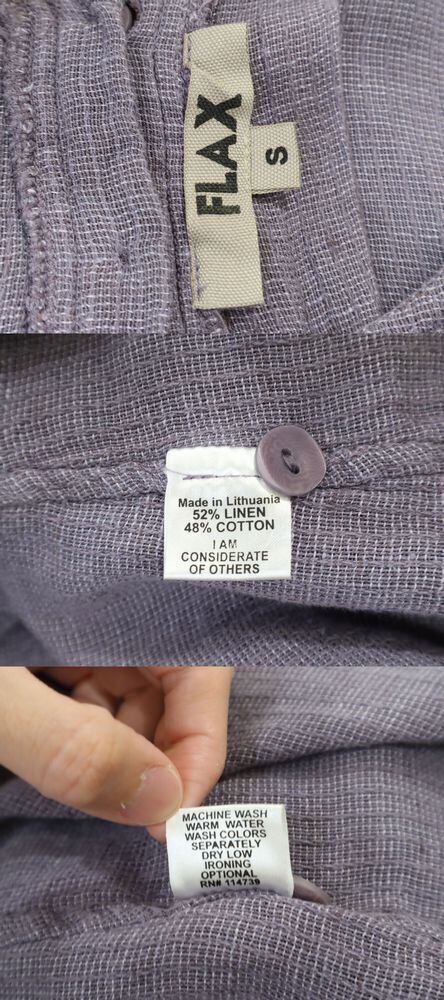 FLAX
S
Made in Lithuania
52% LINEN
48% COTTON
I AM
CONSIDERATE
OF OTHERS
MACHINE WASH
WARM WATER
WASH COLORS
SEPARATELY
DRY LOW
IRONING
OPTIONAL
RN# 114739